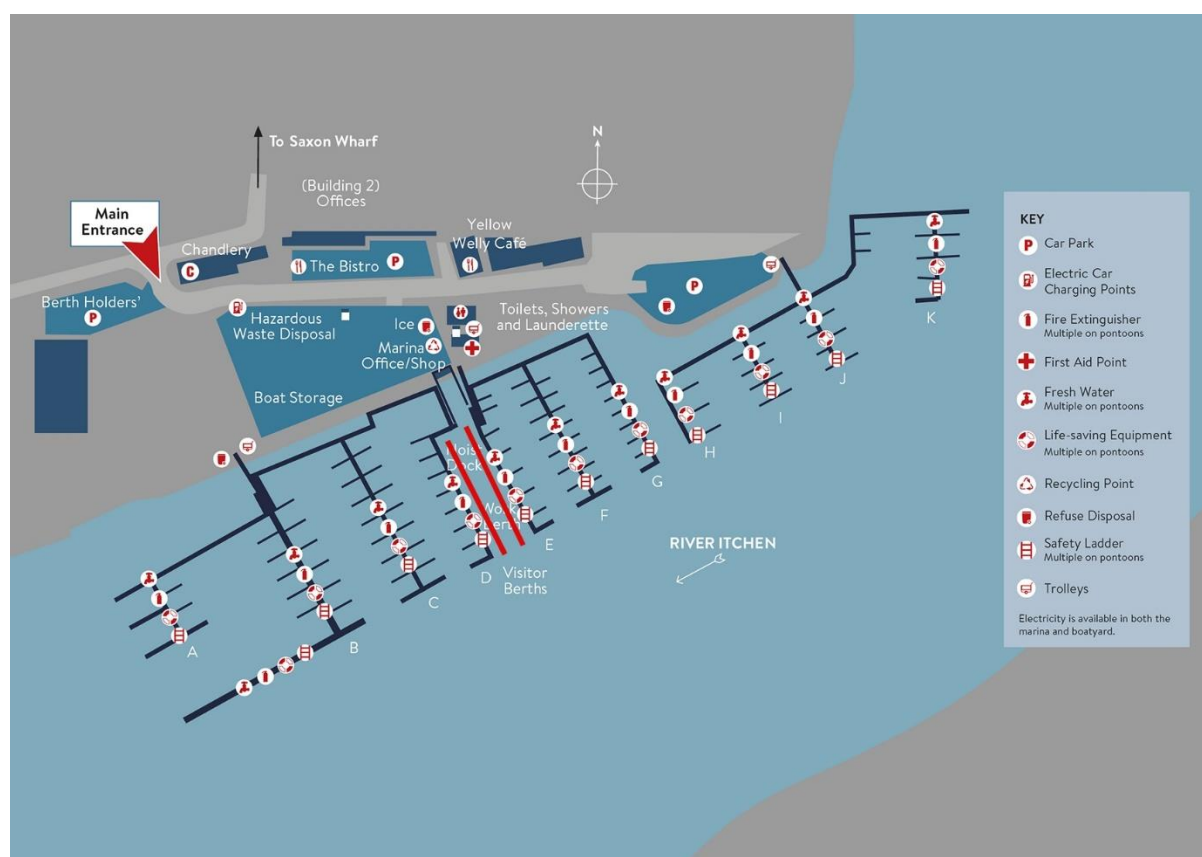 To Saxon Wharf
N
(Building 2)
Offices
Main
Entrance
Chandlery
C
Yellow
Welly Café
The Bistro
P
Berth Holders'
P
P
Hazardous
Waste Disposal
Ice
Toilets, Showers
and Launderette
Marina
Office/Shop
Boat Storage
Hoist
Dock
Work
Berth
Visitor
Berths
RIVER ITCHEN
A
B
C
D
E
F
G
H
I
J
K
KEY
P Car Park
Electric Car
Charging Points
Fire Extinguisher
Multiple on pontoons
First Aid Point
Fresh Water
Multiple on pontoons
Life-saving Equipment
Multiple on pontoons
Recycling Point
Refuse Disposal
Safety Ladder
Multiple on pontoons
Trolleys
Electricity is available in both the
marina and boatyard.